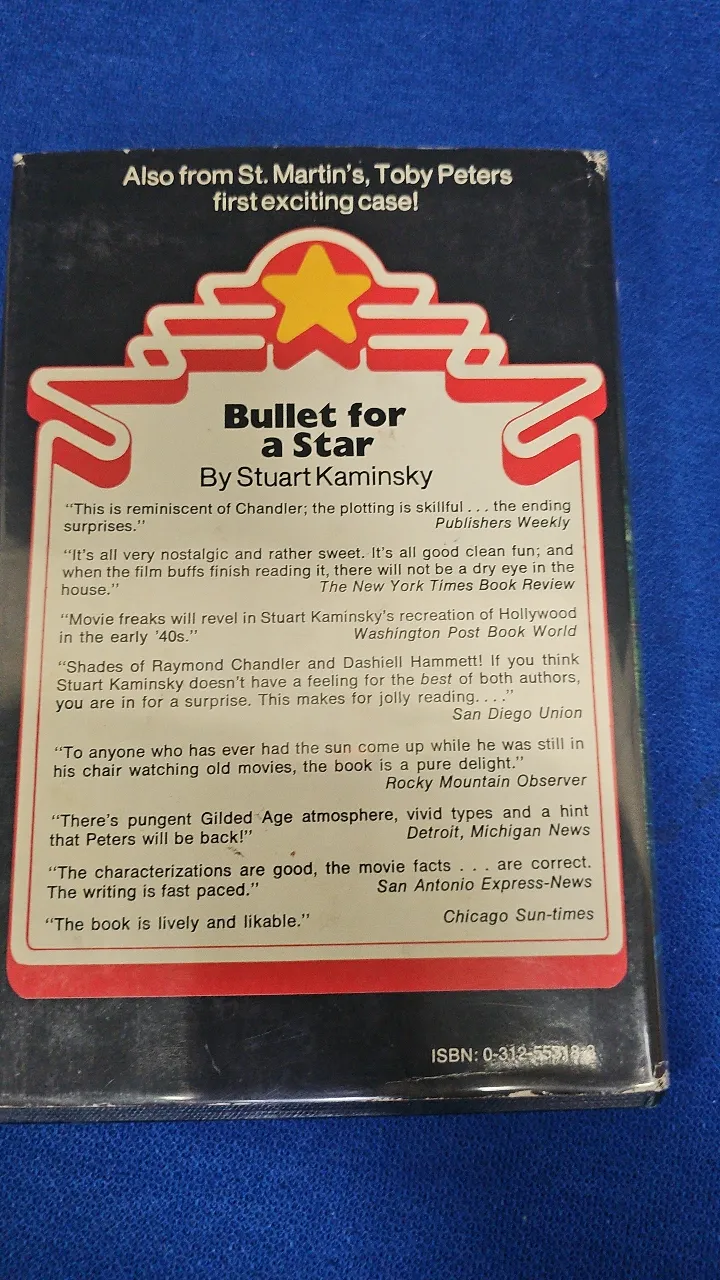 Also from St. Martin's, Toby Peters
first exciting case!
Bullet for
a Star
By Stuart Kaminsky
"This is reminiscent of Chandler; the plotting is skillful . . . the ending
surprises." Publishers Weekly
"It's all very nostalgic and rather sweet. It's all good clean fun; and
when the film buffs finish reading it, there will not be a dry eye in the
house." The New York Times Book Review
"Movie freaks will revel in Stuart Kaminsky's recreation of Hollywood
in the early '40s." Washington Post Book World
"Shades of Raymond Chandler and Dashiell Hammett! If you think
Stuart Kaminsky doesn't have a feeling for the best of both authors,
you are in for a surprise. This makes for jolly reading. . . ."
San Diego Union
"To anyone who has ever had the sun come up while he was still in
his chair watching old movies, the book is a pure delight."
Rocky Mountain Observer
"There's pungent Gilded Age atmosphere, vivid types and a hint
that Peters will be back!" Detroit, Michigan News
"The characterizations are good, the movie facts . . . are correct.
The writing is fast paced." San Antonio Express-News
"The book is lively and likable." Chicago Sun-times
ISBN: